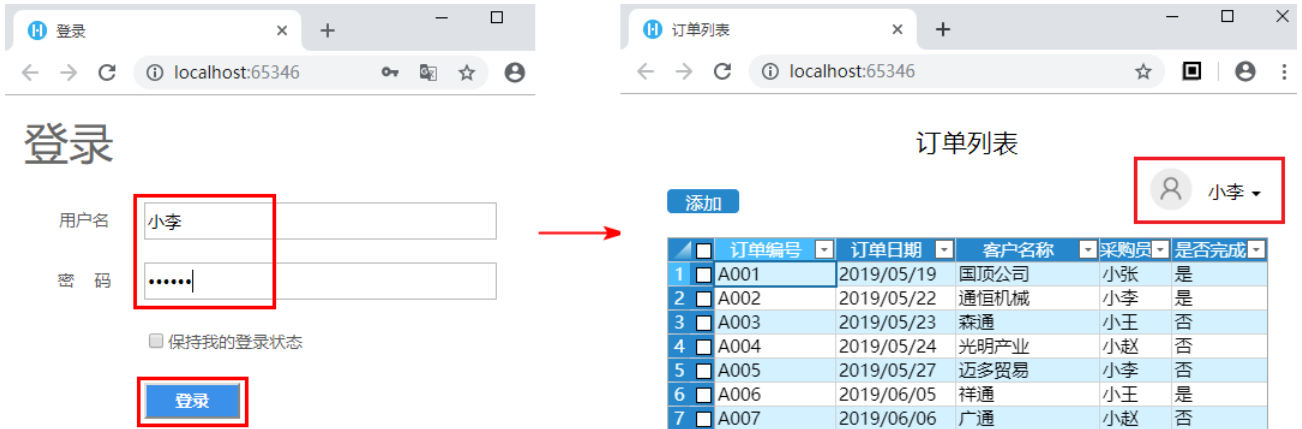 登录
localhost:65346
登录
用户名 小李
密 码 ••••••
保持我的登录状态
登录
订单列表
localhost:65346
订单列表
小李
添加
订单编号 订单日期 客户名称 采购员 是否完成
1 A001 2019/05/19 国顶公司 小张 是
2 A002 2019/05/22 通恒机械 小李 是
3 A003 2019/05/23 森通 小王 否
4 A004 2019/05/24 光明产业 小赵 否
5 A005 2019/05/27 迈多贸易 小李 否
6 A006 2019/06/05 祥通 小王 是
7 A007 2019/06/06 广通 小赵 否